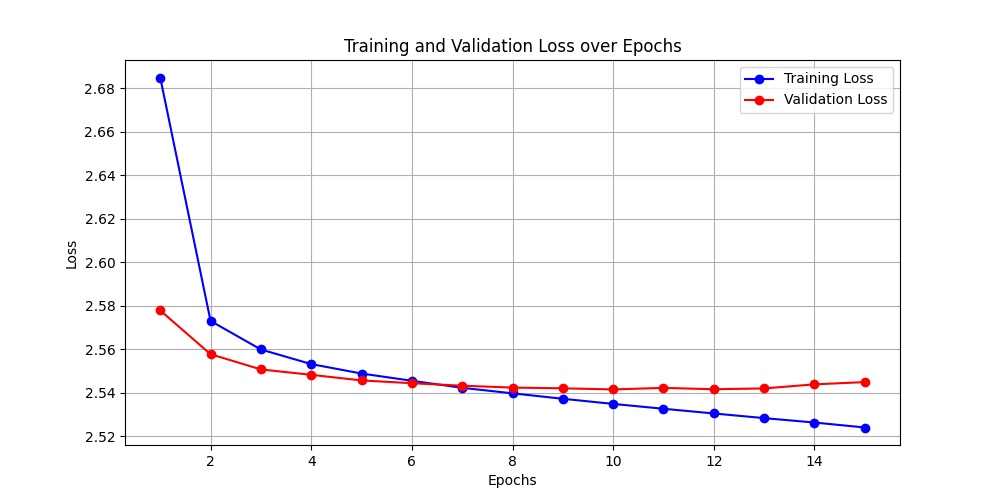 Training and Validation Loss over Epochs
Training Loss
Validation Loss
2.68
2.66
2.64
2.62
2.60
2.58
2.56
2.54
2.52
Loss
2 4 6 8 10 12 14
Epochs